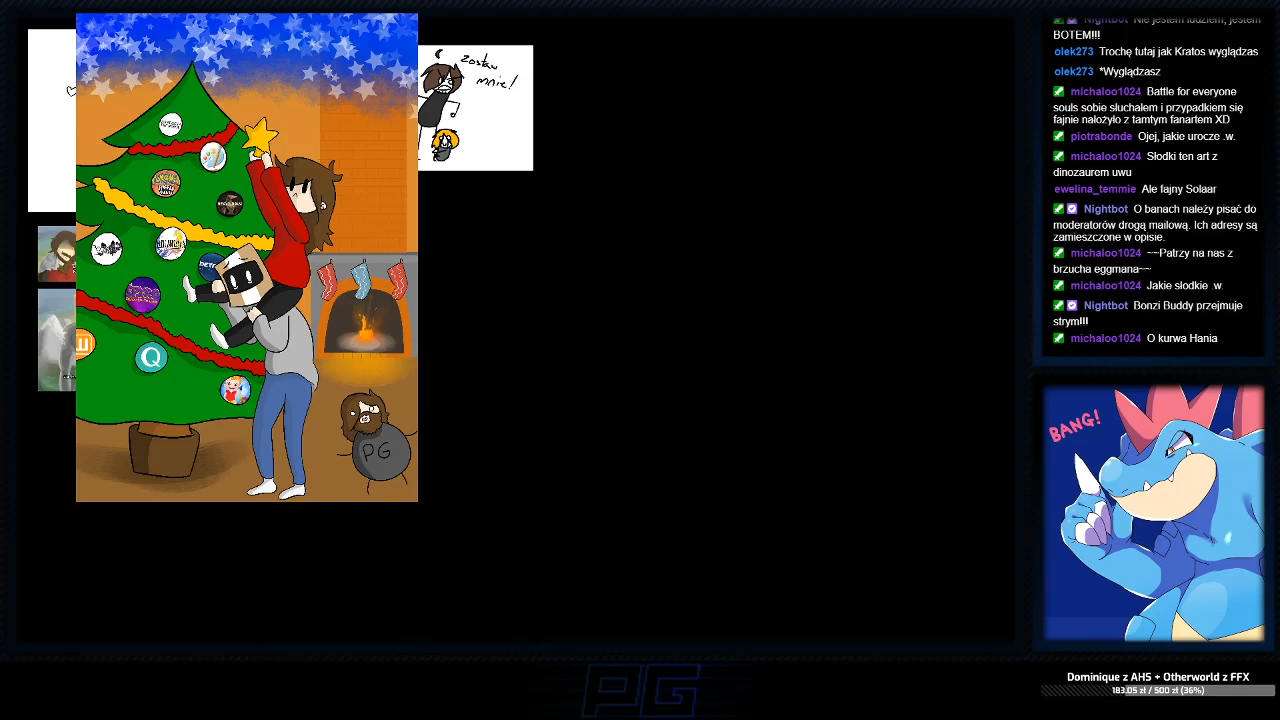 zostaw
mnie!
Q
PG
Nightbot Nie jestem ludziem, jestem
BOTEM!!!
olek273 Trochę tutaj jak Kratos wyglądzas
olek273 *Wyglądzasz
michaloo1024 Battle for everyone
souls sobie słuchałem i przypadkiem się
fajnie nałożyło z tamtym fanartem XD
piotrabonde Ojej, jakie urocze .w.
michaloo1024 Słodki ten art z
dinozaurem uwu
ewelina_temmie Ale fajny Solaar
Nightbot O banach należy pisać do
moderatorów drogą mailową. Ich adresy są
zamieszczone w opisie.
michaloo1024 ~~Patrzy na nas z
brzucha eggmana~~
michaloo1024 Jakie słodkie .w.
Nightbot Bonzi Buddy przejmuje
strym!!!
michaloo1024 O kurwa Hania
BANG!
PG
Dominique z AHS + Otherworld z FFX
183.05 zł / 500 zł (36%)